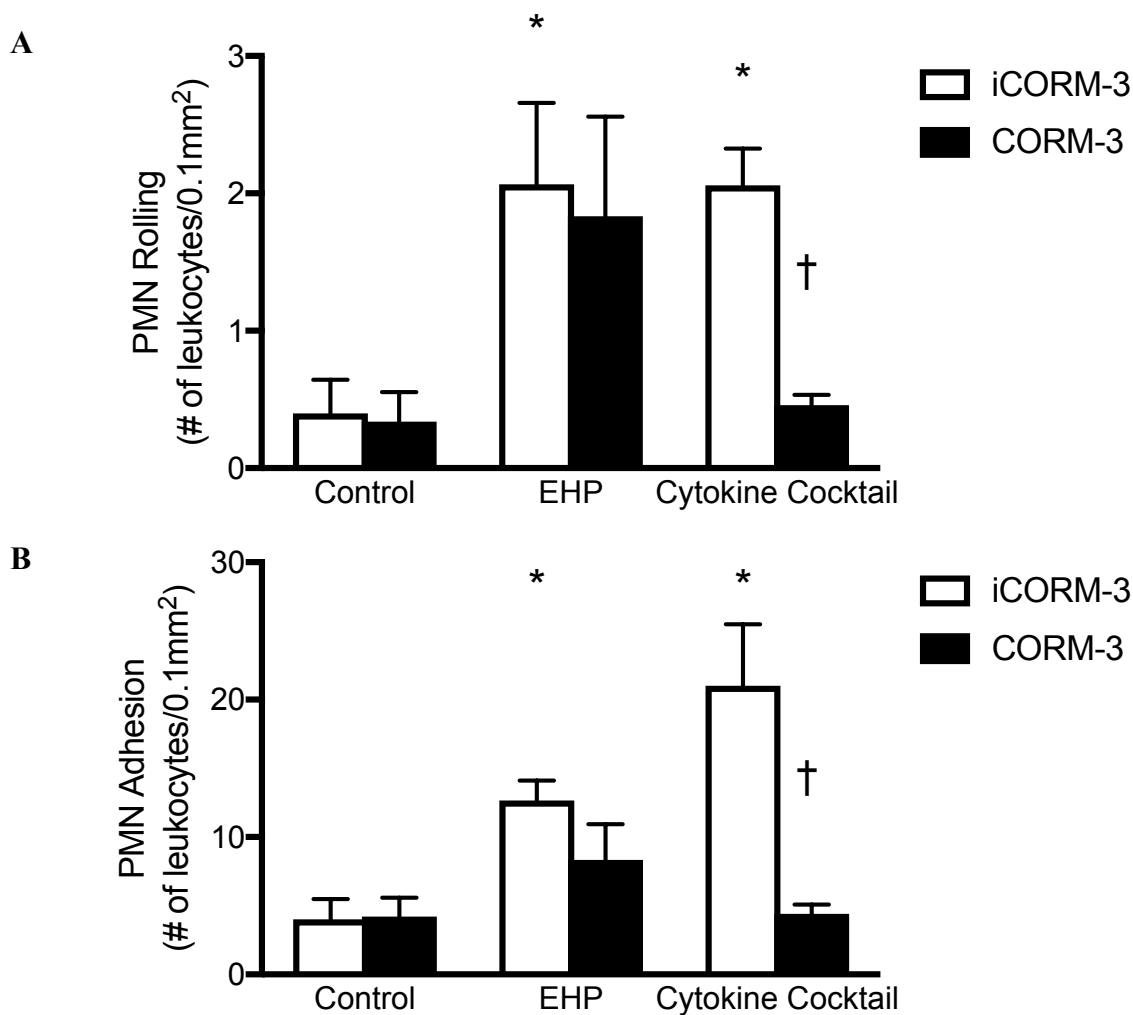 A
*
*
3
2
1
0
PMN Rolling
(# of leukocytes/0.1mm²)
†
Control
EHP
Cytokine Cocktail
iCORM-3
CORM-3
B
*
*
30
20
10
0
PMN Adhesion
(# of leukocytes/0.1mm²)
†
Control
EHP
Cytokine Cocktail
iCORM-3
CORM-3